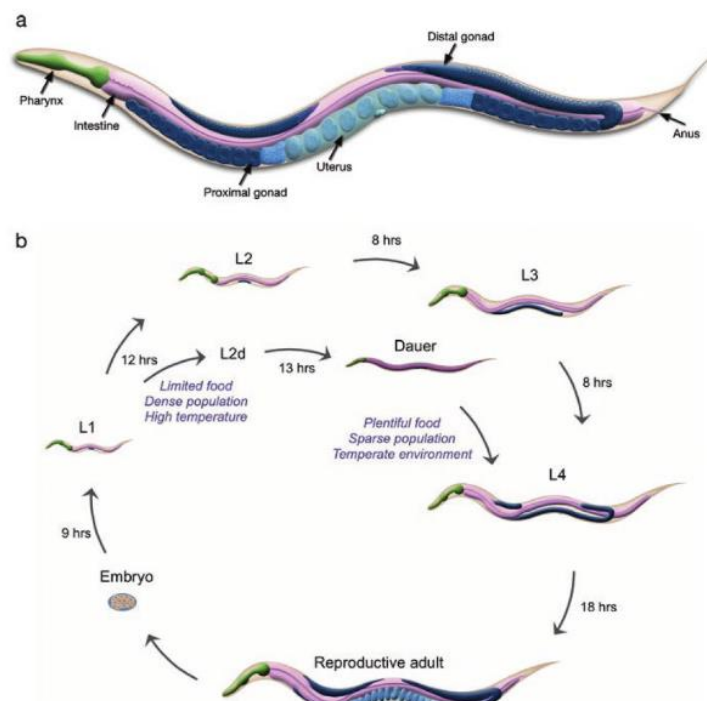 a
Distal gonad
Pharynx
Intestine
Anus
Uterus
Proximal gonad
b
8 hrs
L2
L3
12 hrs
L2d
13 hrs
Dauer
Limited food
Dense population
High temperature
8 hrs
Plentiful food
Sparse population
Temperate environment
L1
L4
9 hrs
Embryo
18 hrs
Reproductive adult